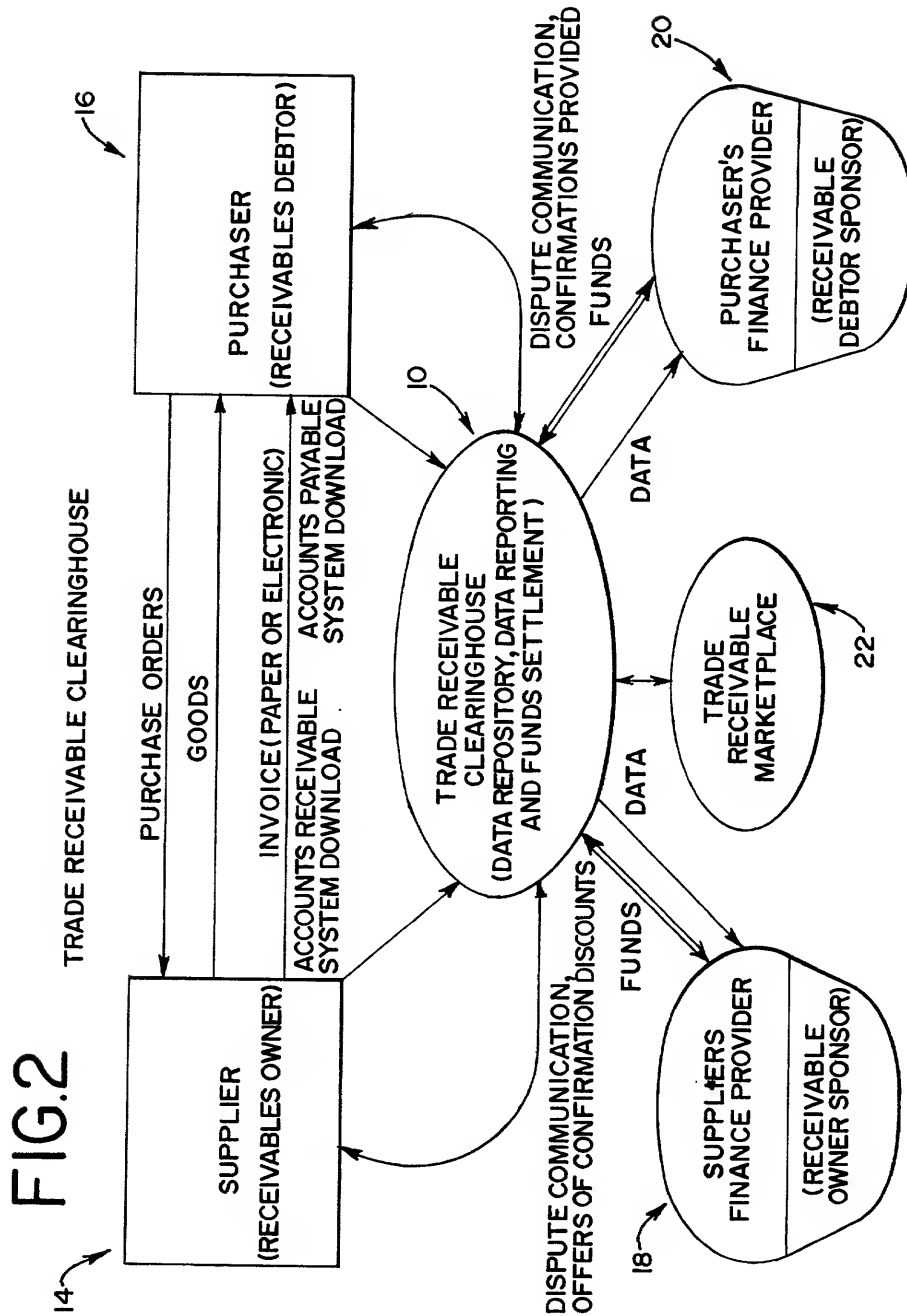 FIG.2
TRADE RECEIVABLE CLEARINGHOUSE
14
SUPPLIER
(RECEIVABLES OWNER)
PURCHASE ORDERS
GOODS
INVOICE(PAPER OR ELECTRONIC)
ACCOUNTS RECEIVABLE
SYSTEM DOWNLOAD
ACCOUNTS PAYABLE
SYSTEM DOWNLOAD
16
PURCHASER
(RECEIVABLES DEBTOR)
10
TRADE RECEIVABLE
CLEARINGHOUSE
(DATA REPOSITORY, DATA REPORTING
AND FUNDS SETTLEMENT)
DISPUTE COMMUNICATION,
OFFERS OF CONFIRMATION DISCOUNTS
FUNDS
DATA
DISPUTE COMMUNICATION,
CONFIRMATIONS PROVIDED
FUNDS
DATA
18
SUPPLIERS
FINANCE PROVIDER
(RECEIVABLE
OWNER SPONSOR)
TRADE
RECEIVABLE
MARKETPLACE
22
20
PURCHASER'S
FINANCE PROVIDER
(RECEIVABLE
DEBTOR SPONSOR)